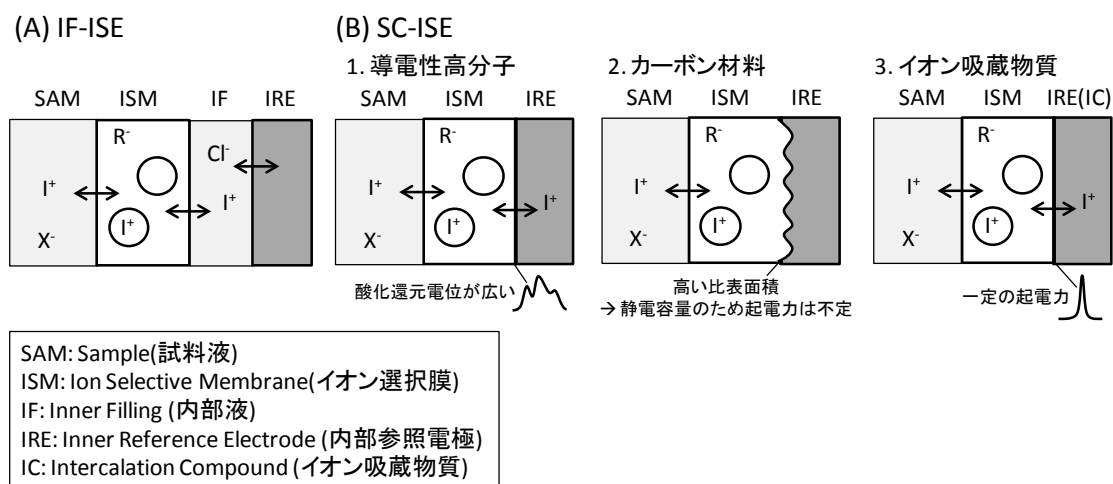 (A) IF-ISE
(B) SC-ISE
1. 導電性高分子
2. カーボン材料
3. イオン吸蔵物質
SAM ISM IF IRE
SAM ISM IRE
SAM ISM IRE
SAM ISM IRE(IC)
R⁻
Cl⁻
I⁺
I⁺
I⁺
X⁻
R⁻
I⁺
I⁺
I⁺
X⁻
R⁻
I⁺
I⁺
X⁻
R⁻
I⁺
I⁺
I⁺
X⁻
酸化還元電位が広い
高い比表面積
→ 静電容量のため起電力は不定
一定の起電力
SAM: Sample(試料液)
ISM: Ion Selective Membrane(イオン選択膜)
IF: Inner Filling (内部液)
IRE: Inner Reference Electrode (内部参照電極)
IC: Intercalation Compound (イオン吸蔵物質)